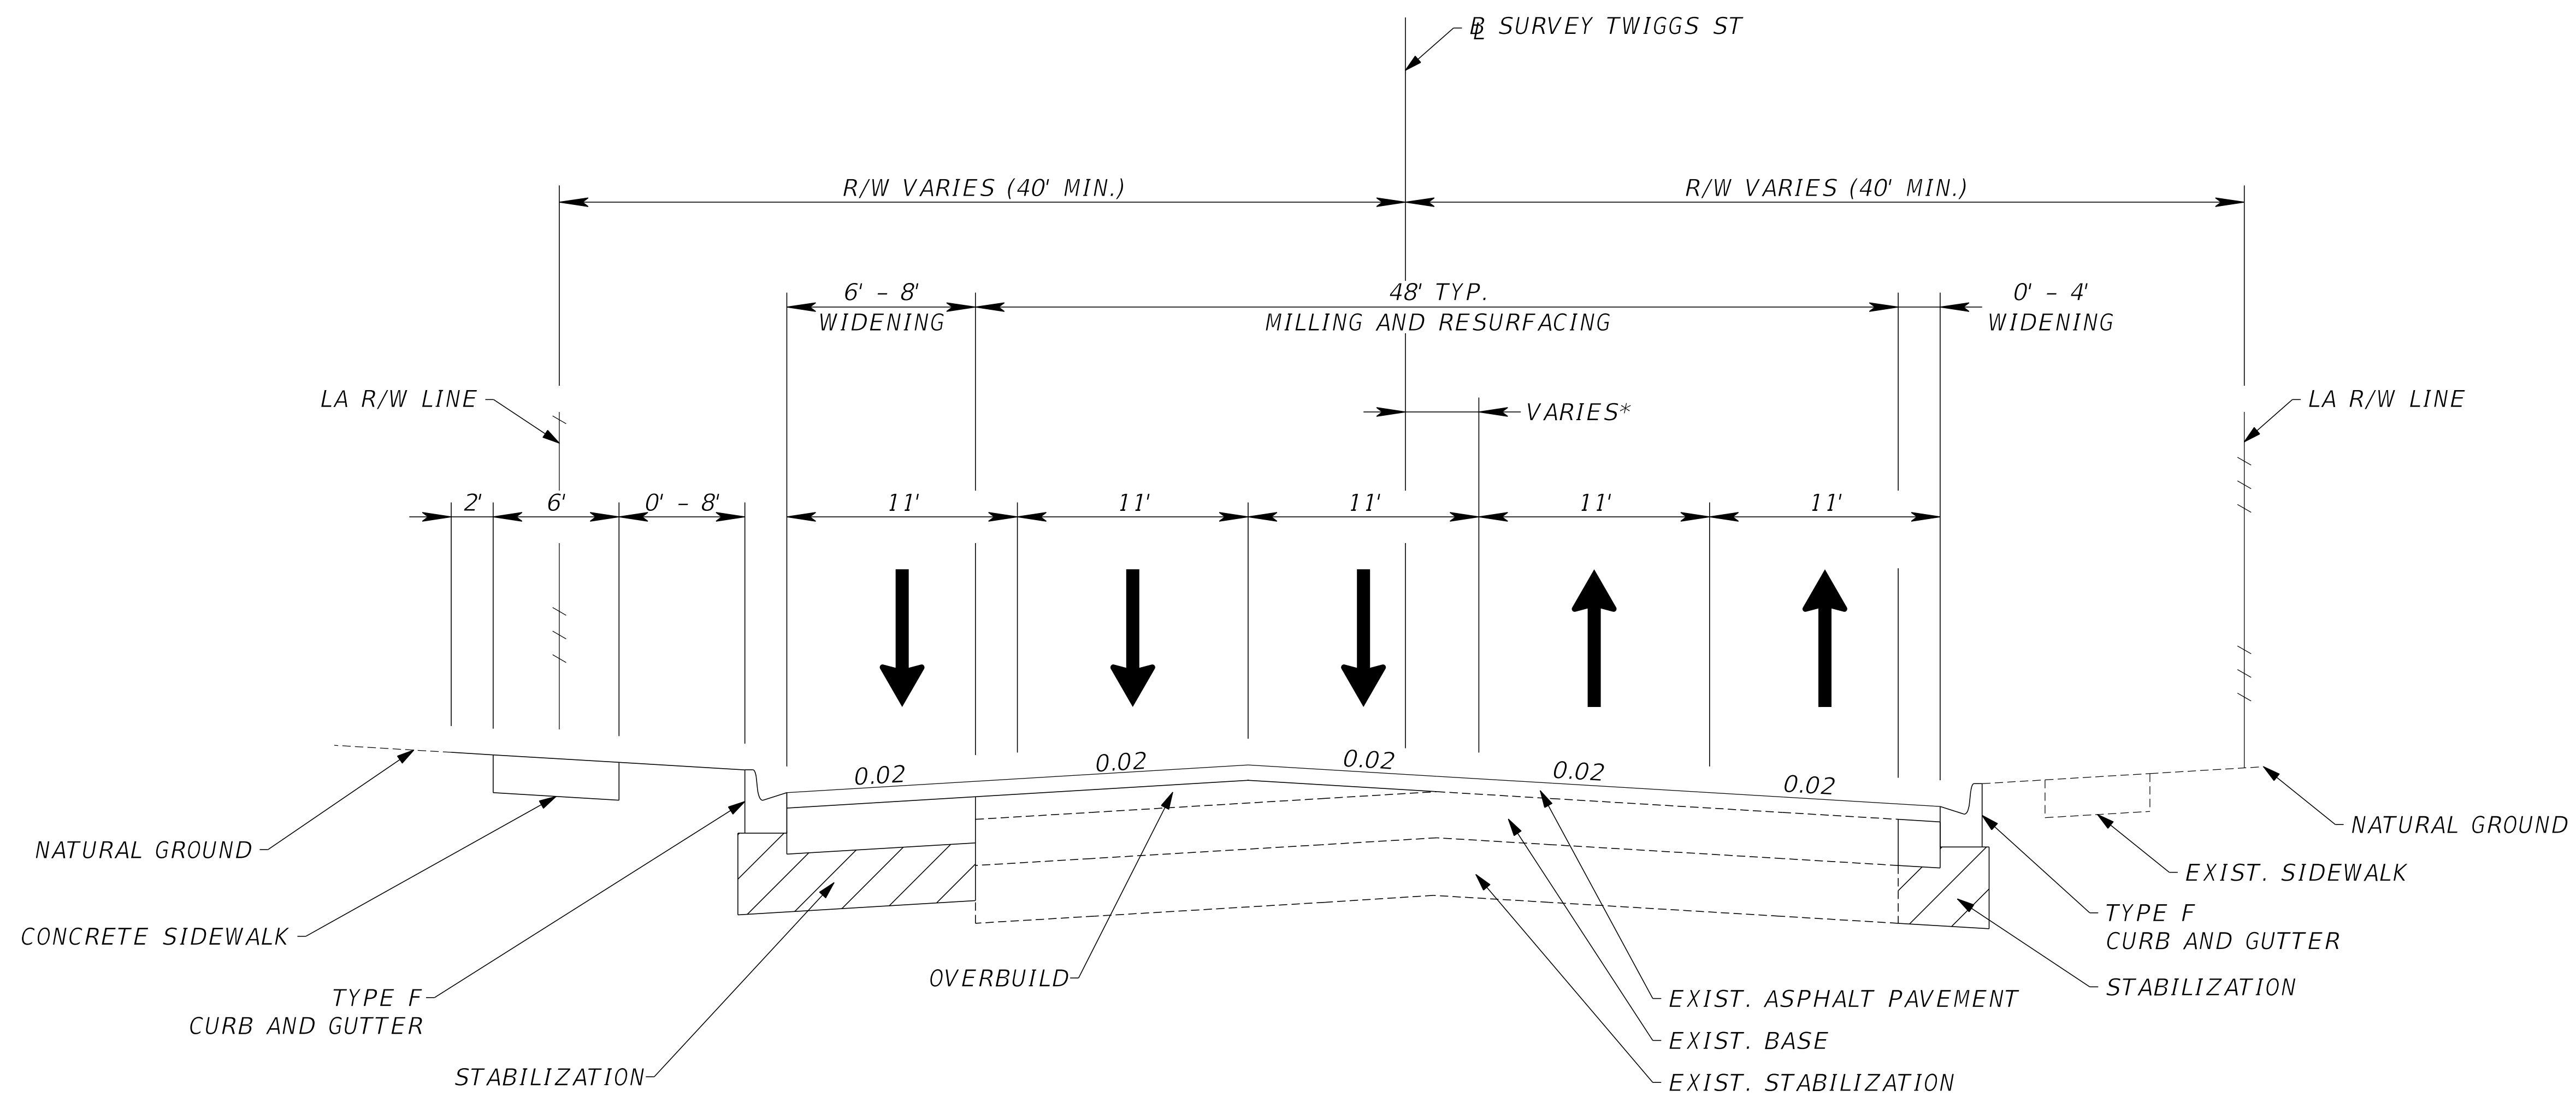 BL SURVEY TWIGGS ST
R/W VARIES (40' MIN.)
R/W VARIES (40' MIN.)
6' - 8'
WIDENING
48' TYP.
MILLING AND RESURFACING
0' - 4'
WIDENING
LA R/W LINE
VARIES*
LA R/W LINE
2'
6'
0' - 8'
11'
11'
11'
11'
11'
0.02
0.02
0.02
0.02
0.02
NATURAL GROUND
NATURAL GROUND
EXIST. SIDEWALK
CONCRETE SIDEWALK
TYPE F
CURB AND GUTTER
OVERBUILD
STABILIZATION
TYPE F
CURB AND GUTTER
EXIST. ASPHALT PAVEMENT
EXIST. BASE
STABILIZATION
EXIST. STABILIZATION